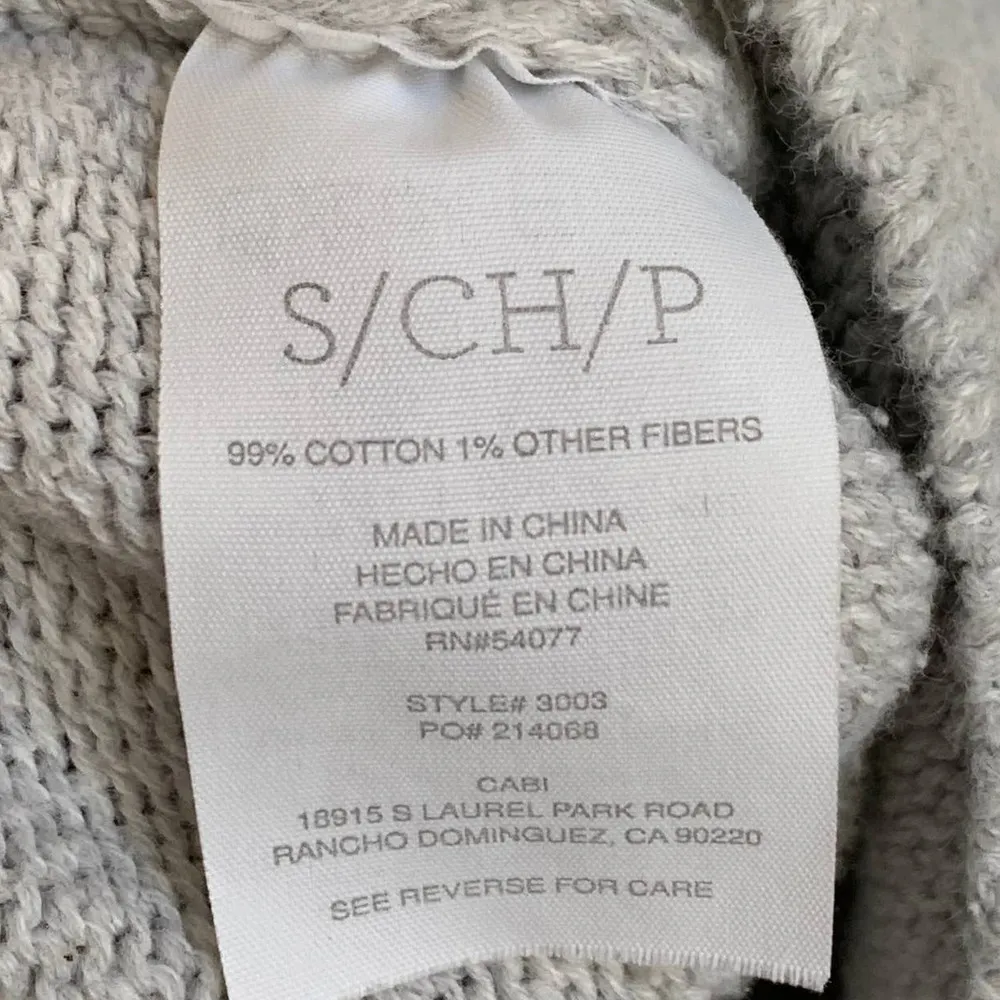 S/CH/P
99% COTTON 1% OTHER FIBERS
MADE IN CHINA
HECHO EN CHINA
FABRIQUÉ EN CHINE
RN#54077
STYLE# 3003
PO# 214068
CABI
18915 S LAUREL PARK ROAD
RANCHO DOMINGUEZ, CA 90220
SEE REVERSE FOR CARE